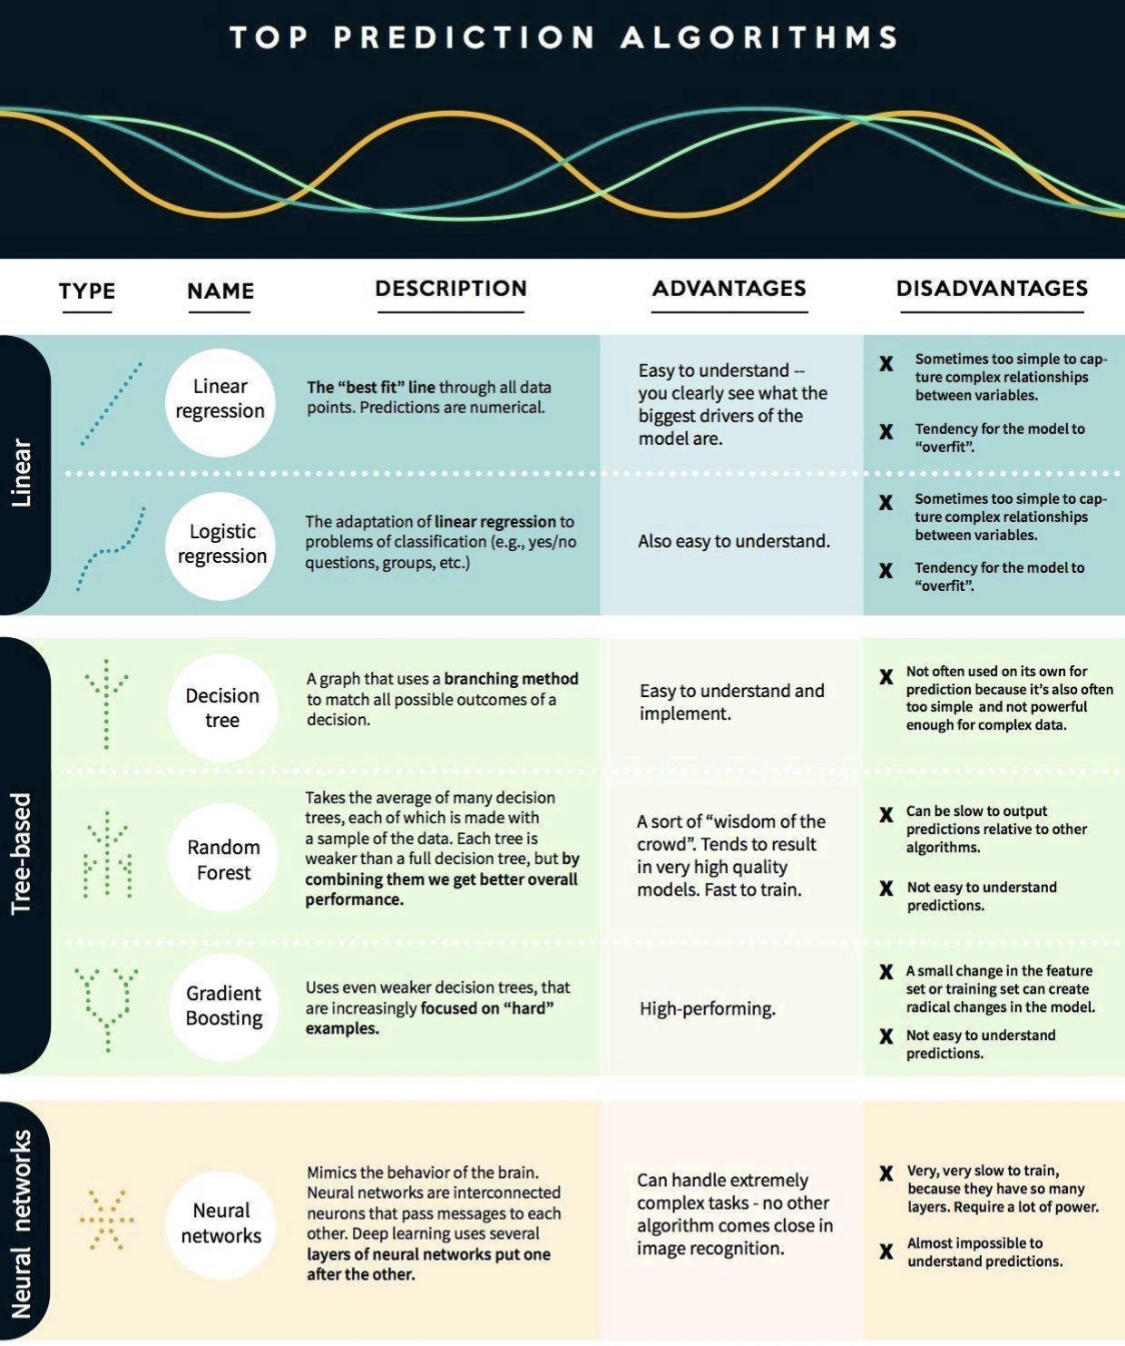 TOP PREDICTION ALGORITHMS
TYPE
NAME
DESCRIPTION
ADVANTAGES
DISADVANTAGES
Linear
Linear
regression
The “best fit” line through all data
points. Predictions are numerical.
Easy to understand --
you clearly see what the
biggest drivers of the
model are.
X Sometimes too simple to cap-
ture complex relationships
between variables.
X Tendency for the model to
“overfit”.
Logistic
regression
The adaptation of linear regression to
problems of classification (e.g., yes/no
questions, groups, etc.)
Also easy to understand.
X Sometimes too simple to cap-
ture complex relationships
between variables.
X Tendency for the model to
“overfit”.
Tree-based
Decision
tree
A graph that uses a branching method
to match all possible outcomes of a
decision.
Easy to understand and
implement.
X Not often used on its own for
prediction because it’s also often
too simple and not powerful
enough for complex data.
Random
Forest
Takes the average of many decision
trees, each of which is made with
a sample of the data. Each tree is
weaker than a full decision tree, but by
combining them we get better overall
performance.
A sort of “wisdom of the
crowd”. Tends to result
in very high quality
models. Fast to train.
X Can be slow to output
predictions relative to other
algorithms.
X Not easy to understand
predictions.
Gradient
Boosting
Uses even weaker decision trees, that
are increasingly focused on “hard”
examples.
High-performing.
X A small change in the feature
set or training set can create
radical changes in the model.
X Not easy to understand
predictions.
Neural networks
Neural
networks
Mimics the behavior of the brain.
Neural networks are interconnected
neurons that pass messages to each
other. Deep learning uses several
layers of neural networks put one
after the other.
Can handle extremely
complex tasks - no other
algorithm comes close in
image recognition.
X Very, very slow to train,
because they have so many
layers. Require a lot of power.
X Almost impossible to
understand predictions.